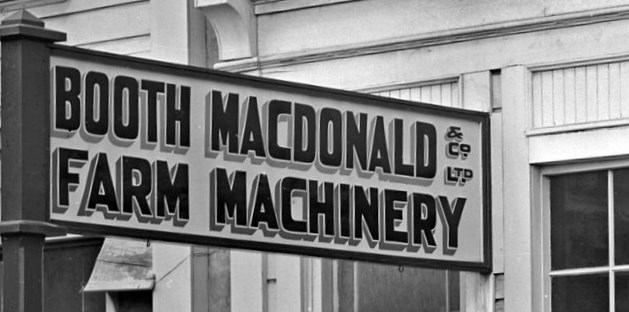 BOOTH MACDONALD & CO. LTD.
FARM MACHINERY